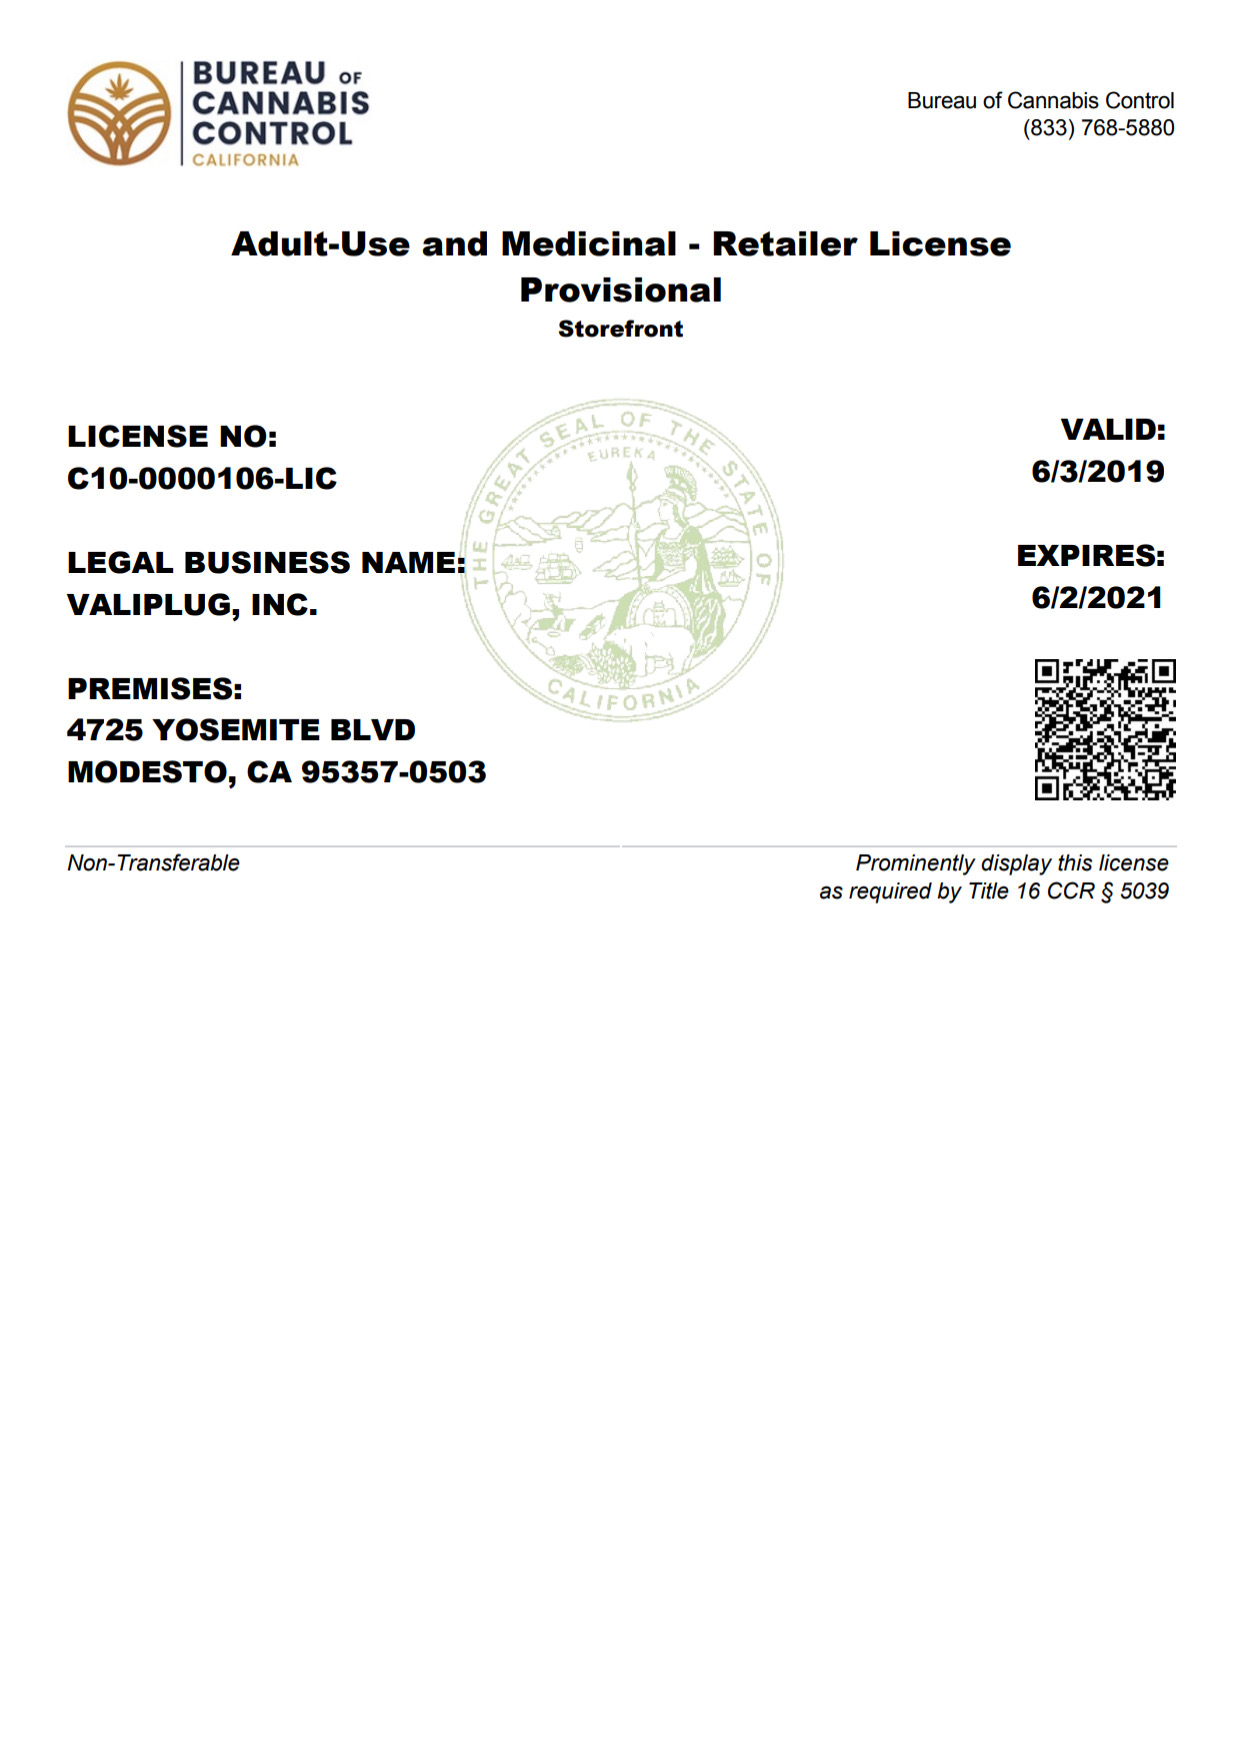 BUREAU OF
CANNABIS
CONTROL
CALIFORNIA
Bureau of Cannabis Control
(833) 768-5880
Adult-Use and Medicinal - Retailer License
Provisional
Storefront
LICENSE NO:
C10-0000106-LIC
LEGAL BUSINESS NAME:
VALIPLUG, INC.
PREMISES:
4725 YOSEMITE BLVD
MODESTO, CA 95357-0503
THE GREAT SEAL OF THE STATE OF
EUREKA
CALIFORNIA
VALID:
6/3/2019
EXPIRES:
6/2/2021
Non-Transferable
Prominently display this license
as required by Title 16 CCR § 5039